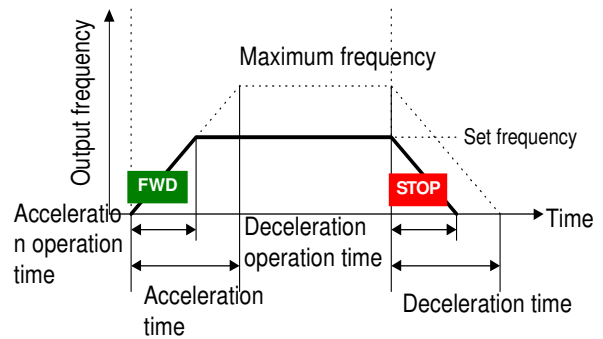 Output frequency
Maximum frequency
Set frequency
FWD
STOP
Time
Acceleratio
n operation
time
Deceleration
operation time
Acceleration
time
Deceleration time